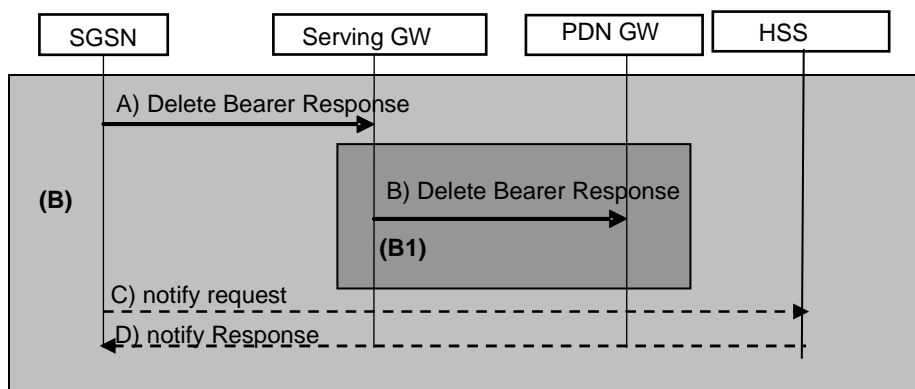 SGSN
Serving GW
PDN GW
HSS
A) Delete Bearer Response
(B)
B) Delete Bearer Response
(B1)
C) notify request
D) notify Response